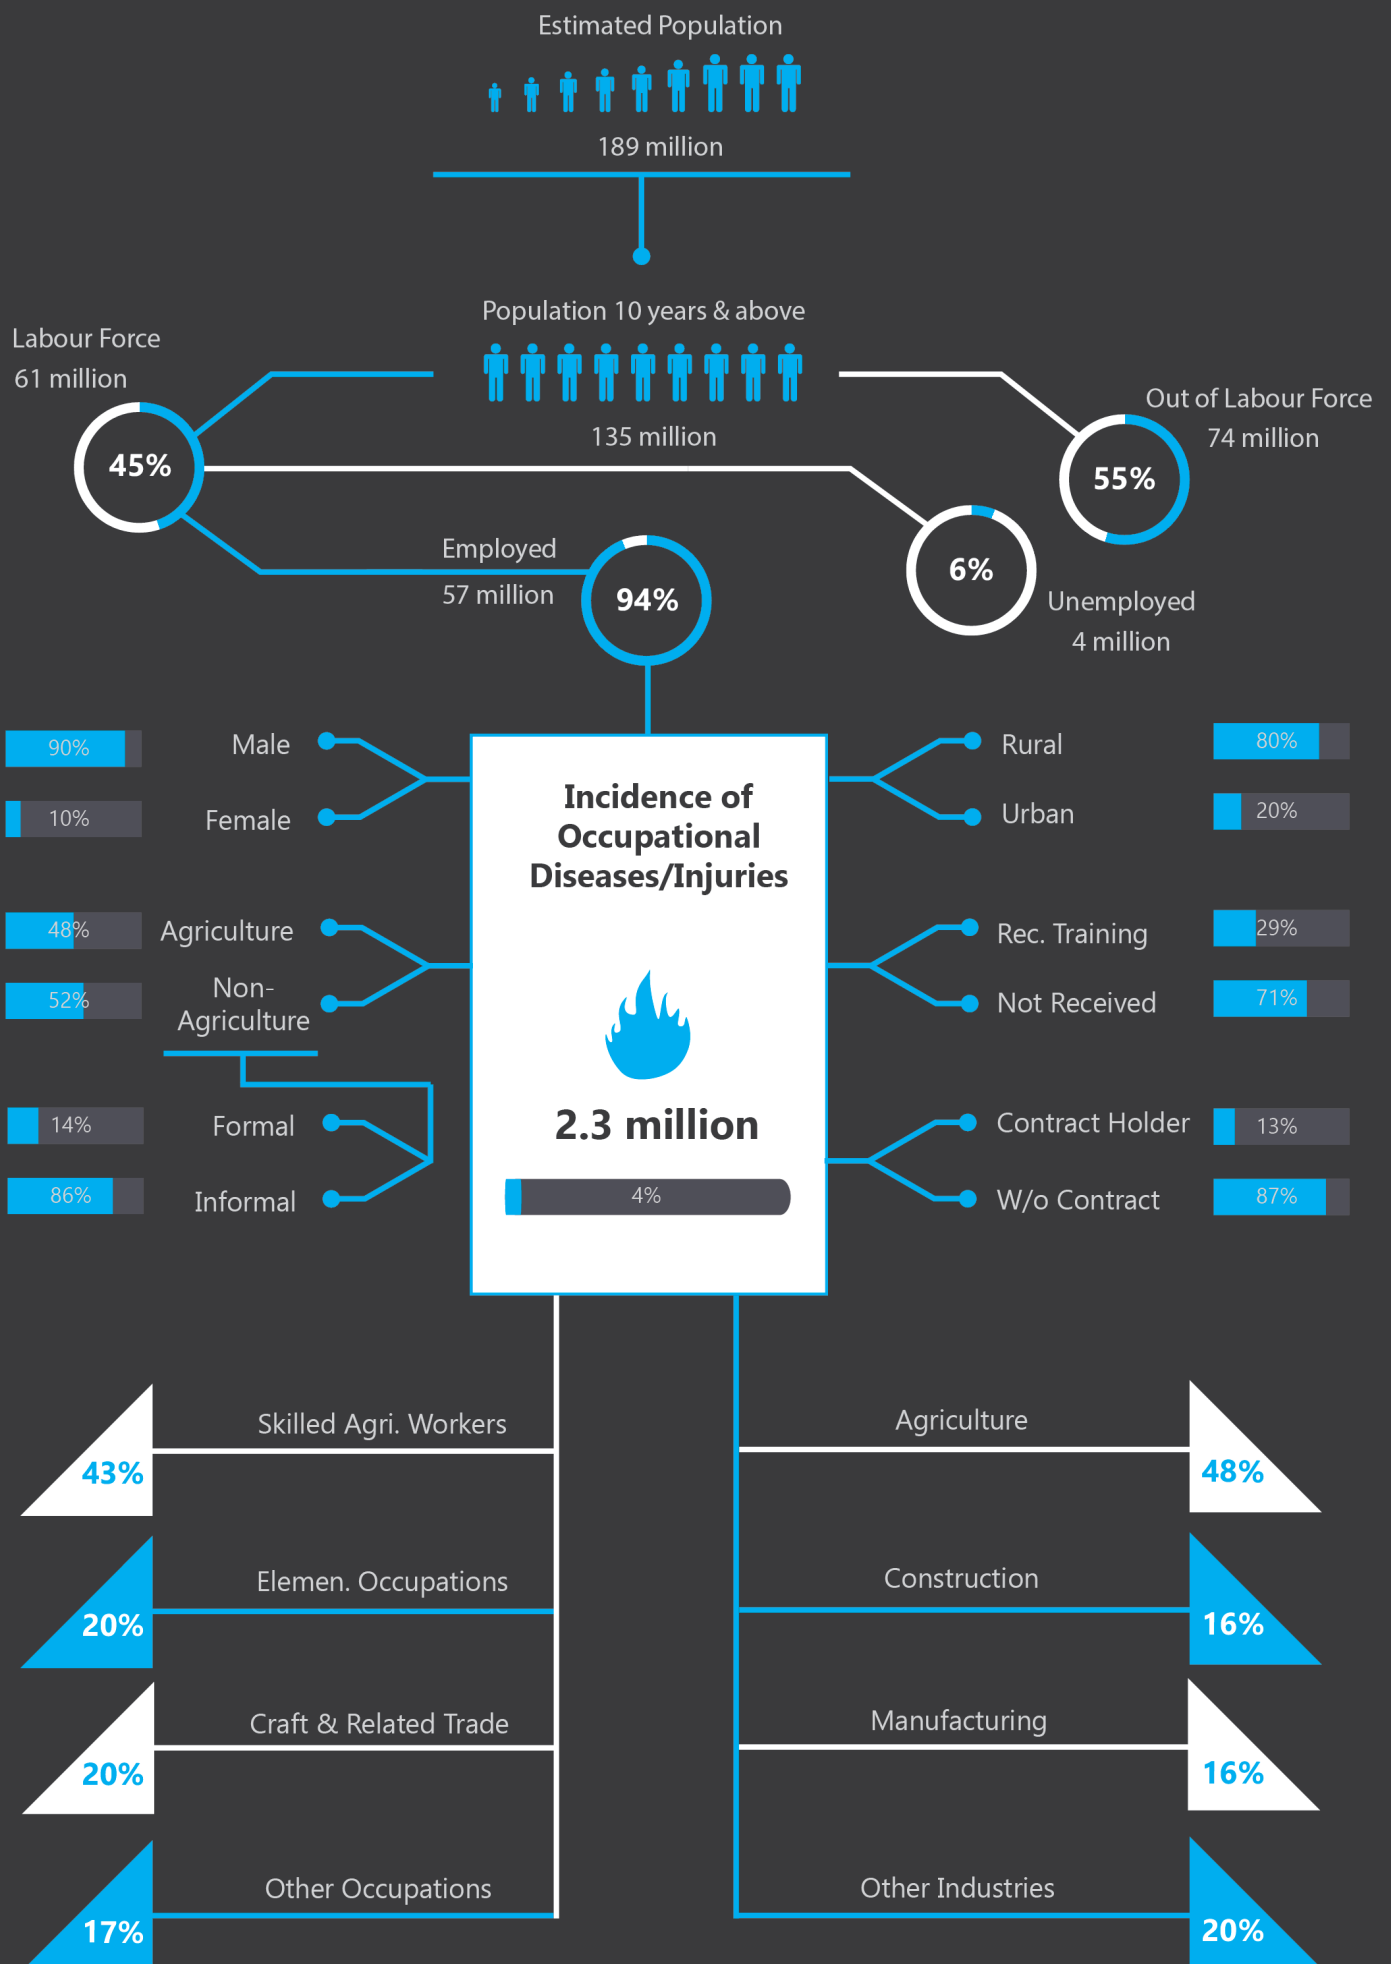 Estimated Population
189 million
Population 10 years & above
135 million
Labour Force
61 million
45%
Out of Labour Force
74 million
55%
Employed
57 million
94%
6%
Unemployed
4 million
90%
Male
10%
Female
48%
Agriculture
52%
Non-
Agriculture
14%
Formal
86%
Informal
Incidence of
Occupational
Diseases/Injuries
2.3 million
4%
Rural
80%
Urban
20%
Rec. Training
29%
Not Received
71%
Contract Holder
13%
W/o Contract
87%
Skilled Agri. Workers
43%
Elemen. Occupations
20%
Craft & Related Trade
20%
Other Occupations
17%
Agriculture
48%
Construction
16%
Manufacturing
16%
Other Industries
20%